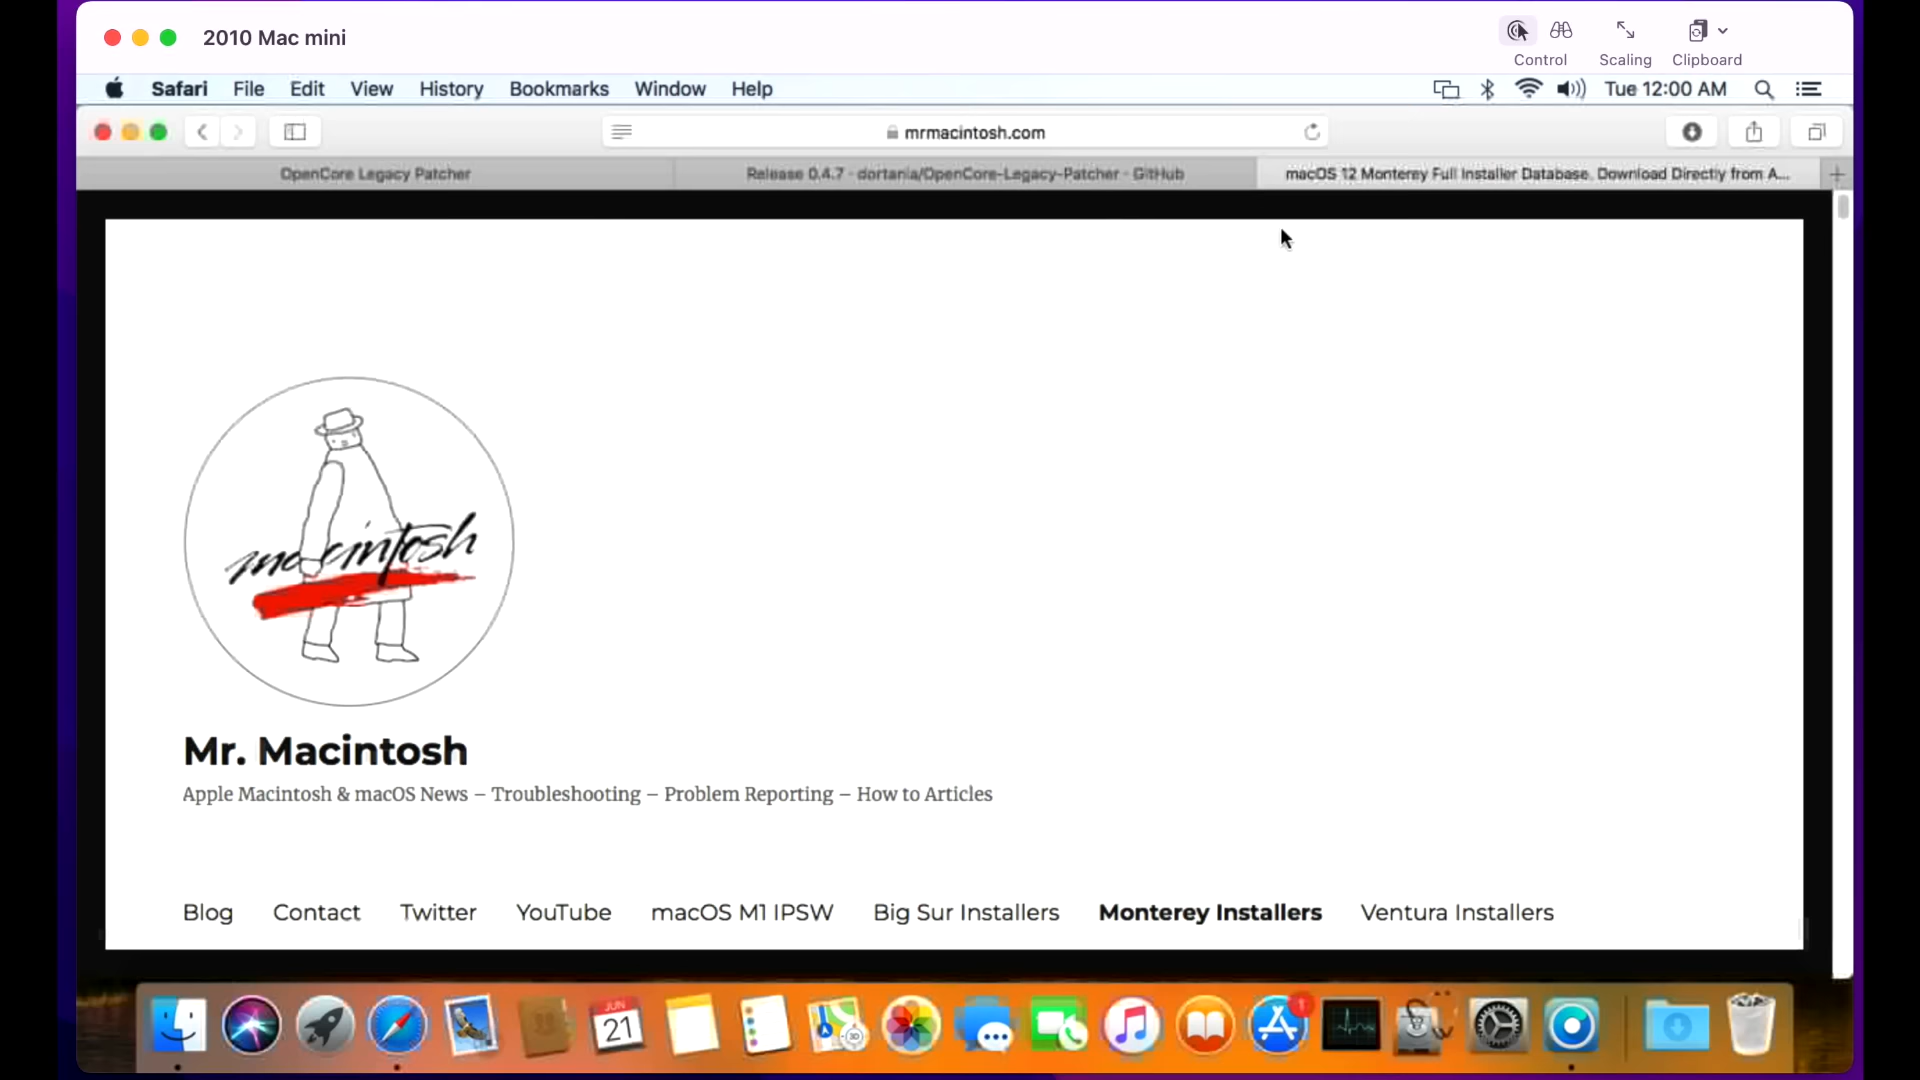 2010 Mac mini
Control
Scaling
Clipboard
Safari File Edit View History Bookmarks Window Help
Tue 12:00 AM
mrmacintosh.com
OpenCore Legacy Patcher
Release 0.4.7 · dortania/OpenCore-Legacy-Patcher · GitHub
macOS 12 Monterey Full Installer Database. Download Directly from A...
macintosh
Mr. Macintosh
Apple Macintosh & macOS News – Troubleshooting – Problem Reporting – How to Articles
Blog Contact Twitter YouTube macOS M1 IPSW Big Sur Installers Monterey Installers Ventura Installers
JUN
21
3D
1